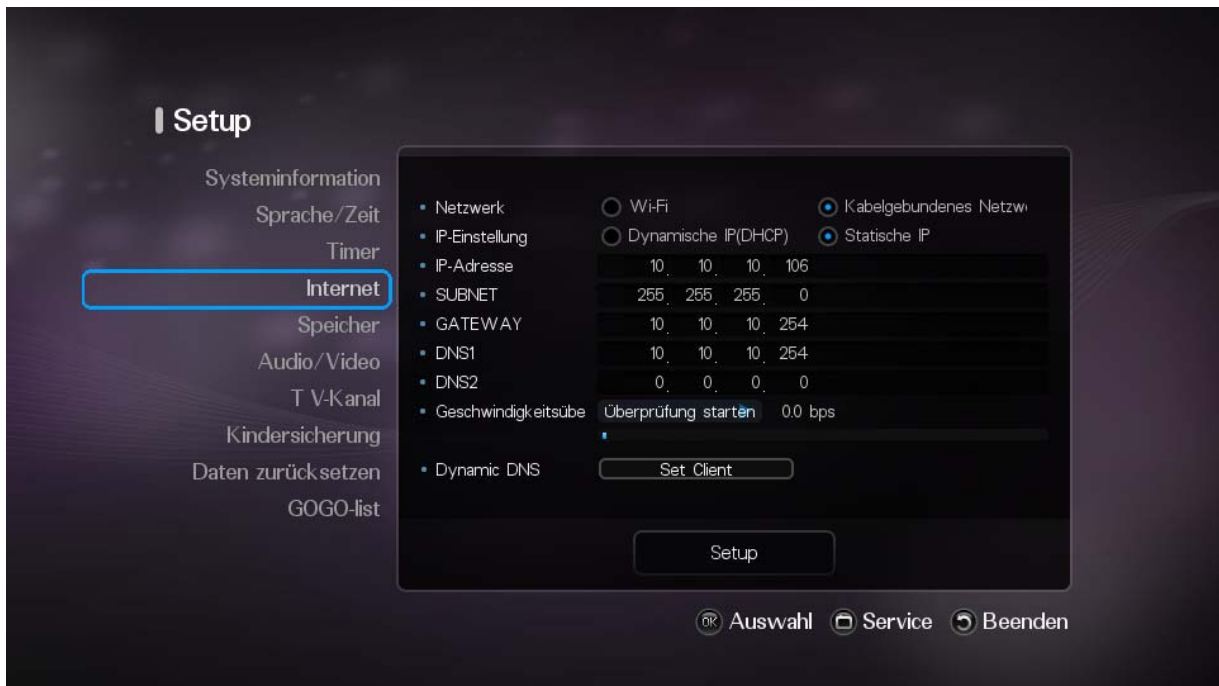 Setup
Systeminformation
Sprache/Zeit
Timer
Internet
Speicher
Audio/Video
T V-Kanal
Kindersicherung
Daten zurücksetzen
GOGO-list
Netzwerk Wi-Fi Kabelgebundenes Netzw
IP-Einstellung Dynamische IP(DHCP) Statische IP
IP-Adresse 10. 10. 10. 106
SUBNET 255. 255. 255. 0
GATEWAY 10. 10. 10. 254
DNS1 10. 10. 10. 254
DNS2 0. 0. 0. 0
Geschwindigkeitsübe Überprüfung starten 0.0 bps
Dynamic DNS Set Client
Setup
OK Auswahl Service Beenden